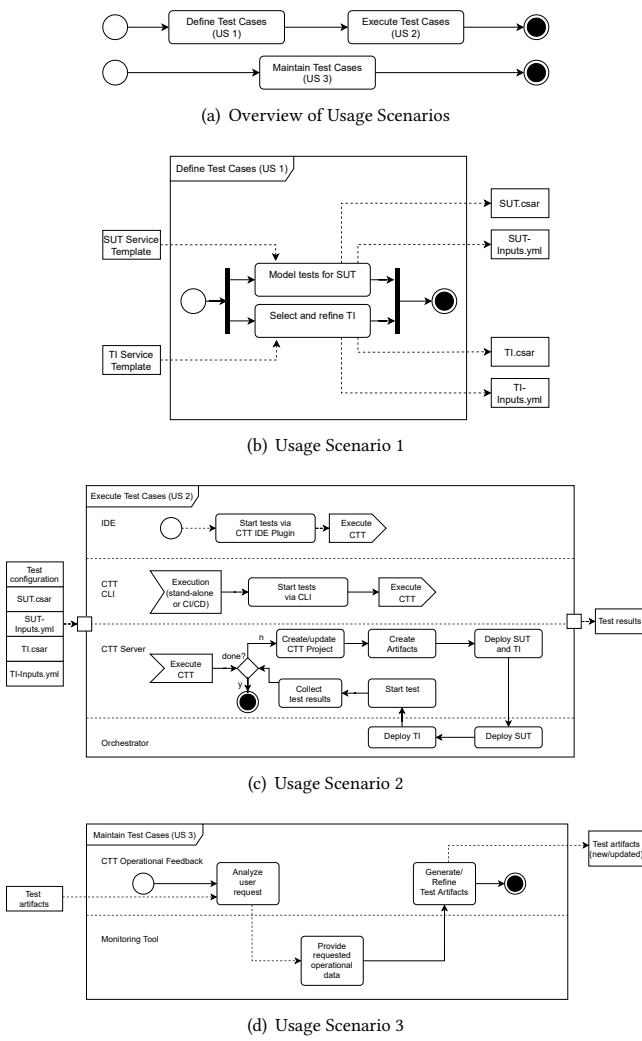 Define Test Cases
(US 1)
Execute Test Cases
(US 2)
Maintain Test Cases
(US 3)
(a) Overview of Usage Scenarios
Define Test Cases (US 1)
SUT.csar
SUT-
Inputs.yml
SUT Service
Template
Model tests for SUT
Select and refine TI
TI Service
Template
TI.csar
TI-
Inputs.yml
(b) Usage Scenario 1
Execute Test Cases (US 2)
IDE
Start tests via
CTT IDE Plugin
Execute
CTT
Test
configuration
SUT.csar
SUT-
Inputs.yml
TI.csar
TI-Inputs.yml
CTT
CLI
Execution
(stand-alone
or CI/CD)
Start tests
via CLI
Execute
CTT
Test results
CTT Server
Execute
CTT
done?
n
y
Create/update
CTT Project
Create
Artifacts
Deploy SUT
and TI
Collect
test results
Start test
Orchestrator
Deploy TI
Deploy SUT
(c) Usage Scenario 2
Maintain Test Cases (US 3)
CTT Operational Feedback
Test artifacts
(new/updated)
Test
artifacts
Analyze
user
request
Generate/
Refine
Test Artifacts
Monitoring Tool
Provide
requested
operational
data
(d) Usage Scenario 3